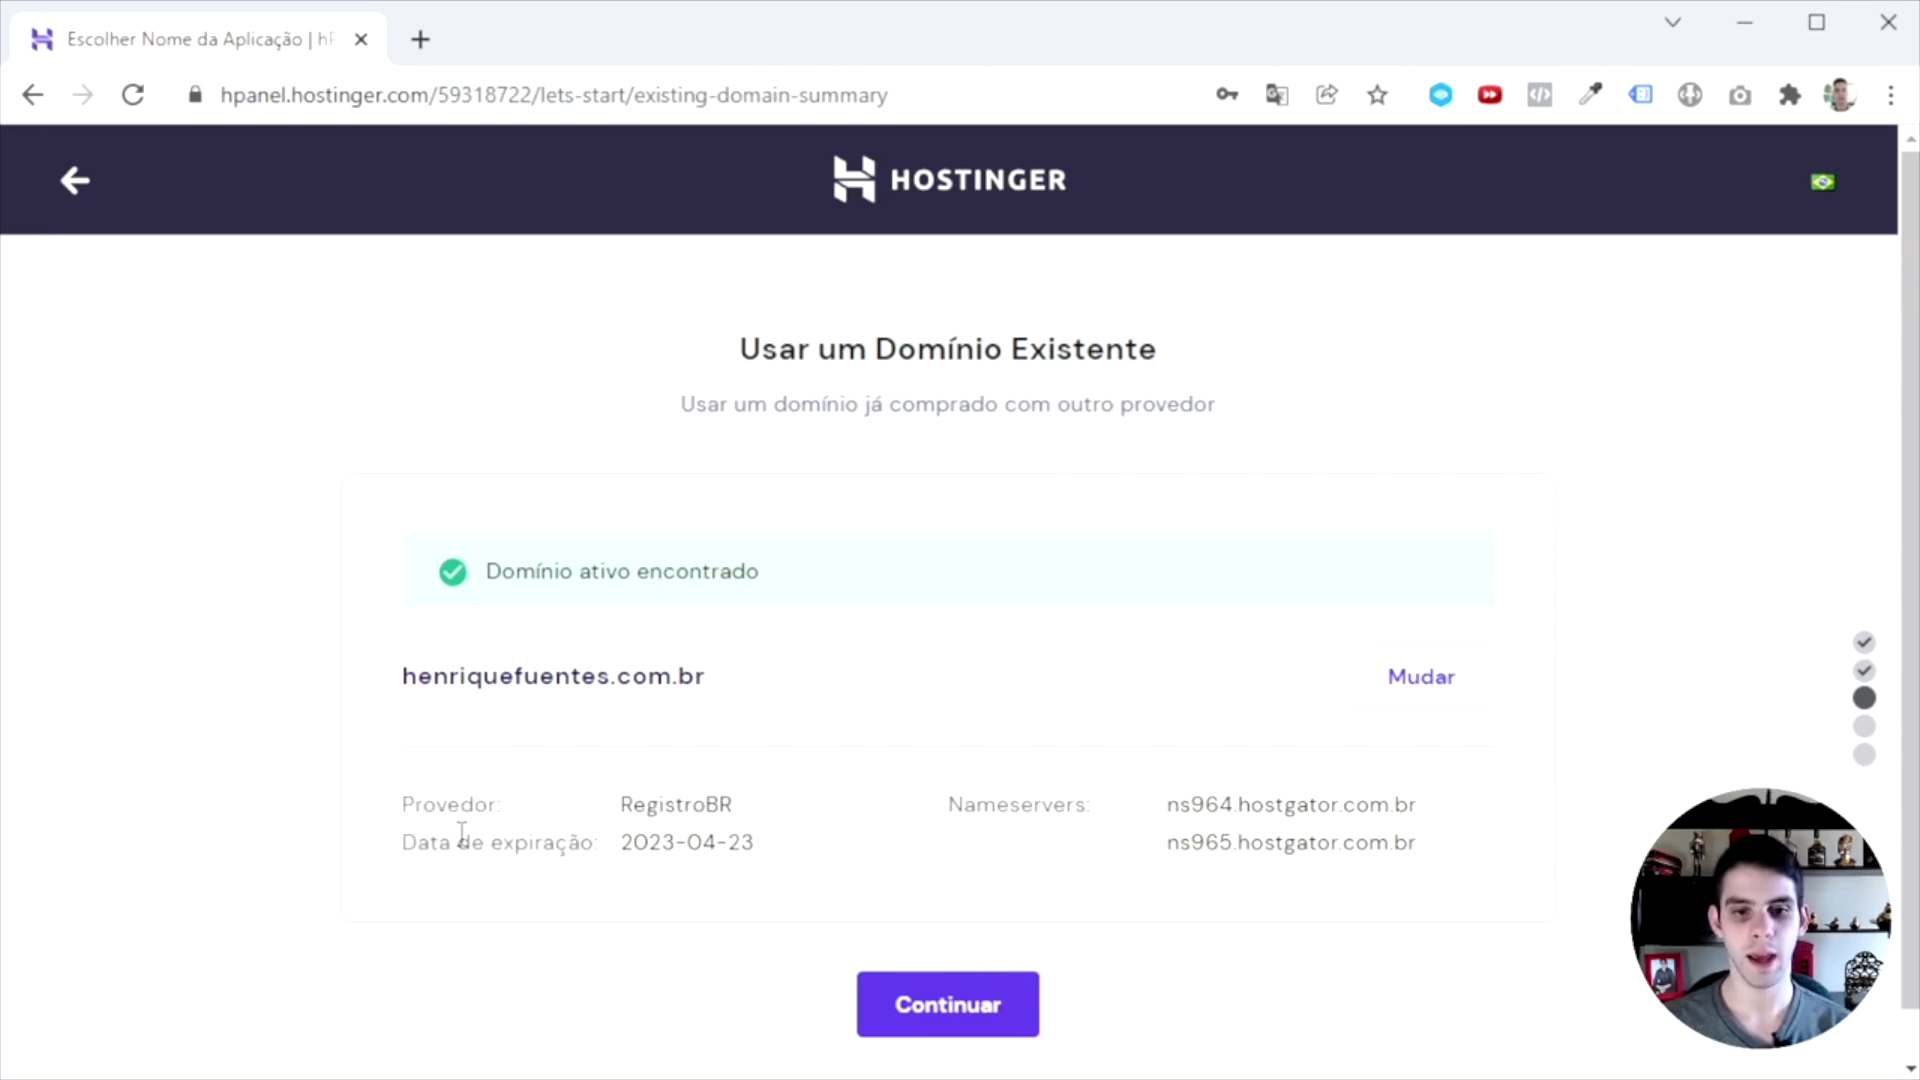 Escolher Nome da Aplicação | hP
hpanel.hostinger.com/59318722/lets-start/existing-domain-summary
HOSTINGER
Usar um Domínio Existente
Usar um domínio já comprado com outro provedor
Domínio ativo encontrado
henriquefuentes.com.br
Mudar
Provedor: RegistroBR Nameservers: ns964.hostgator.com.br
Data de expiração: 2023-04-23 ns965.hostgator.com.br
Continuar